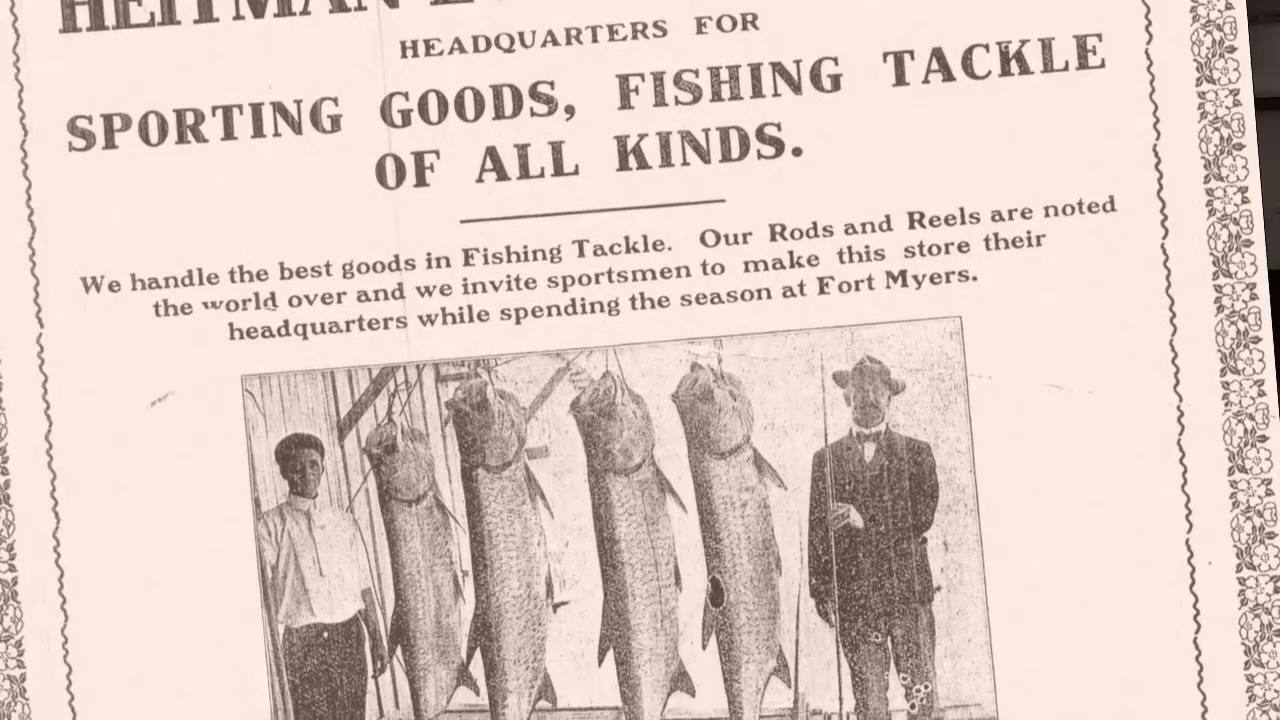 HEITMAN
HEADQUARTERS FOR
SPORTING GOODS, FISHING TACKLE
OF ALL KINDS.
We handle the best goods in Fishing Tackle. Our Rods and Reels are noted
the world over and we invite sportsmen to make this store their
headquarters while spending the season at Fort Myers.